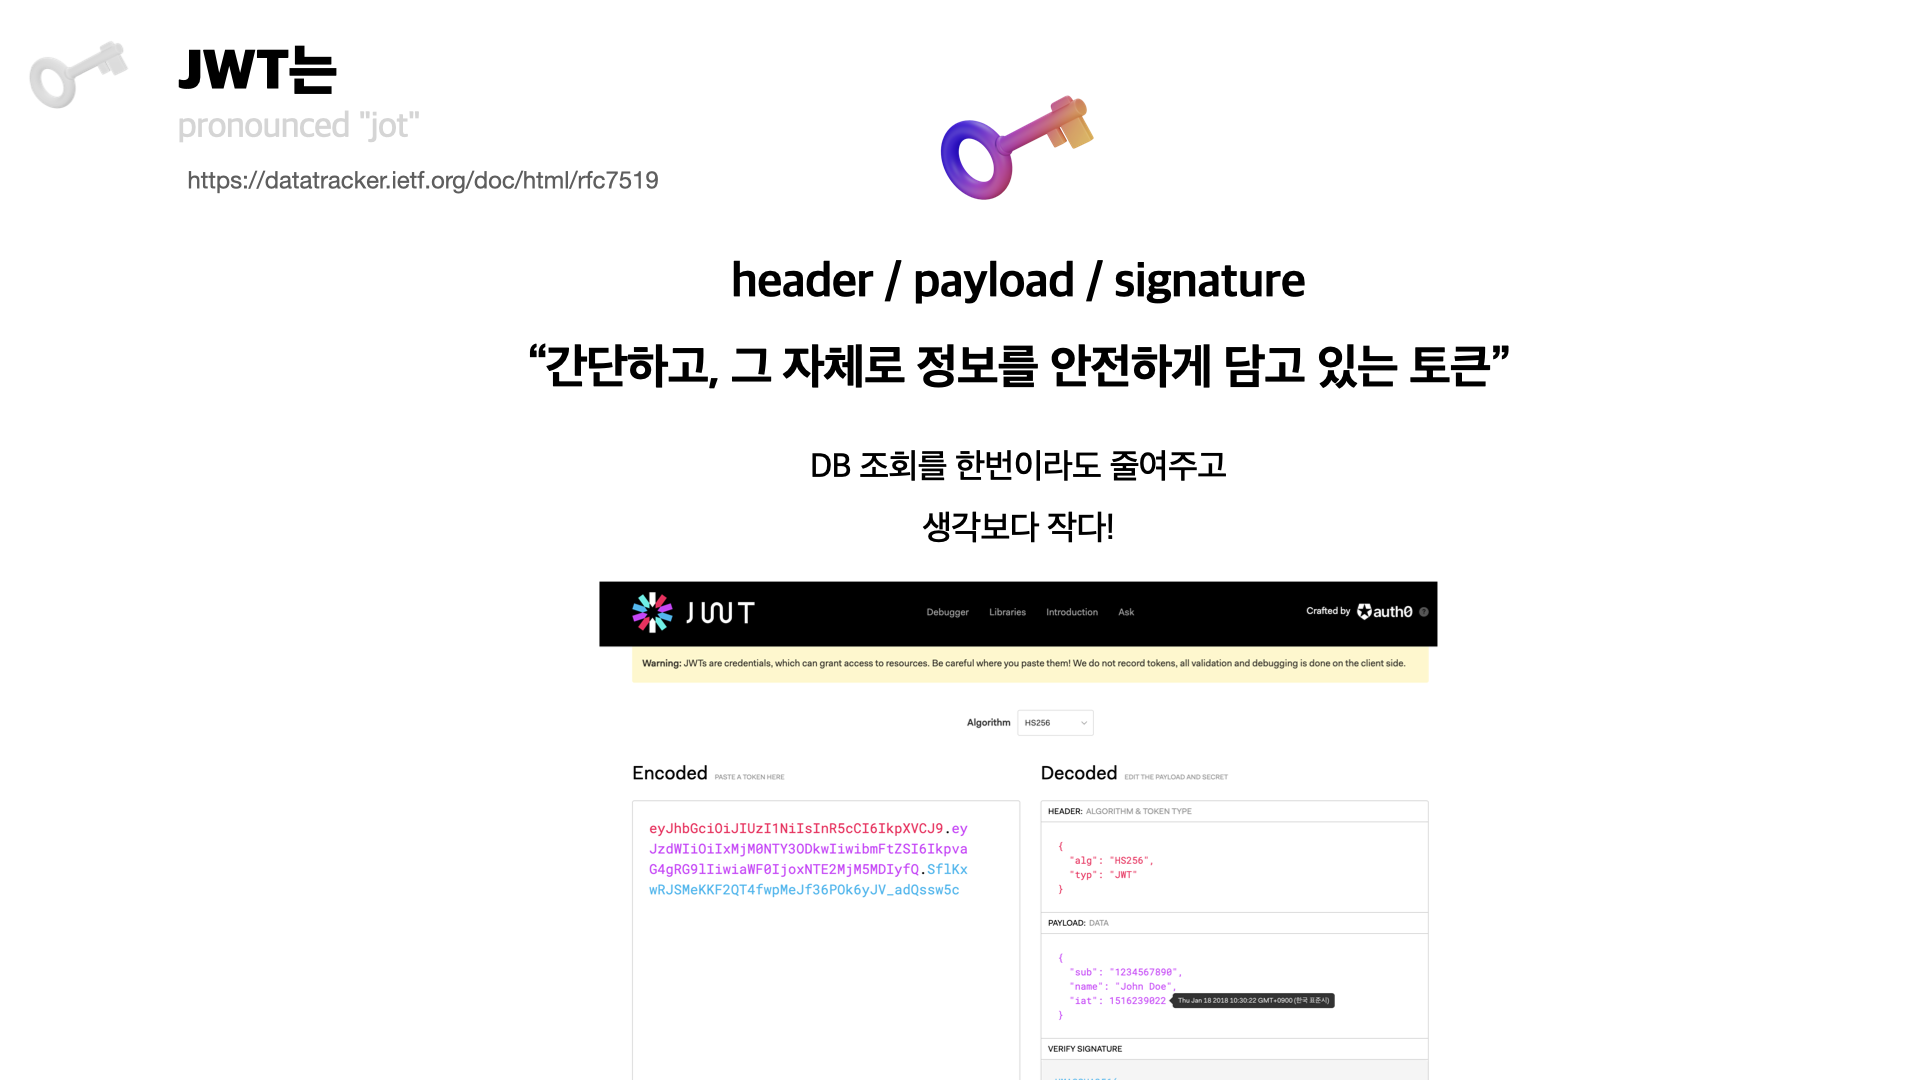 JWT는
pronounced "jot"
https://datatracker.ietf.org/doc/html/rfc7519
header / payload / signature
“간단하고, 그 자체로 정보를 안전하게 담고 있는 토큰”
DB 조회를 한번이라도 줄여주고
생각보다 작다!
JWT
Debugger Libraries Introduction Ask
Crafted by auth0 ?
Warning: JWTs are credentials, which can grant access to resources. Be careful where you paste them! We do not record tokens, all validation and debugging is done on the client side.
Algorithm HS256
Encoded PASTE A TOKEN HERE
eyJhbGciOiJIUzI1NiIsInR5cCI6IkpXVCJ9.ey
JzdWIiOiIxMjM0NTY3ODkwIiwibmFtZSI6Ikpva
G4gRG9lIiwiaWF0IjoxNTE2MjM5MDIyfQ.SflKx
wRJSMeKKF2QT4fwpMeJf36POk6yJV_adQssw5c
Decoded EDIT THE PAYLOAD AND SECRET
HEADER: ALGORITHM & TOKEN TYPE
{
"alg": "HS256",
"typ": "JWT"
}
PAYLOAD: DATA
{
"sub": "1234567890",
"name": "John Doe",
"iat": 1516239022
Thu Jan 18 2018 10:30:22 GMT+0900 (한국 표준시)
}
VERIFY SIGNATURE